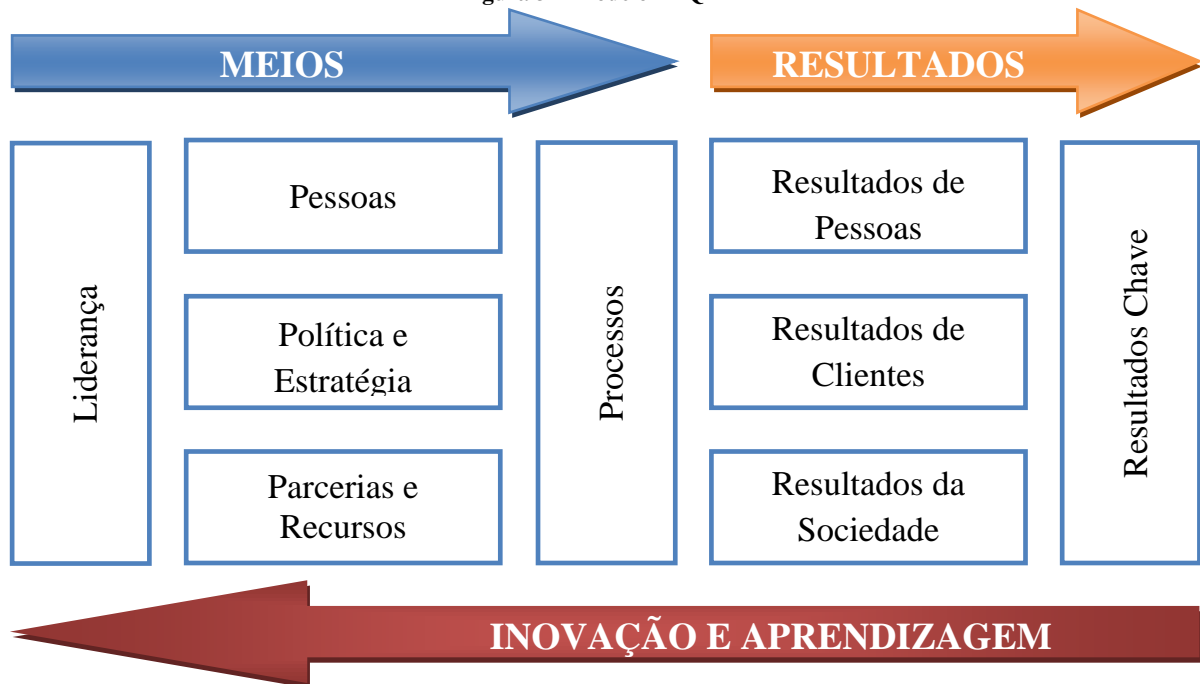 MEIOS
RESULTADOS
Liderança
Pessoas
Política e
Estratégia
Parcerias e
Recursos
Processos
Resultados de
Pessoas
Resultados de
Clientes
Resultados da
Sociedade
Resultados Chave
INOVAÇÃO E APRENDIZAGEM